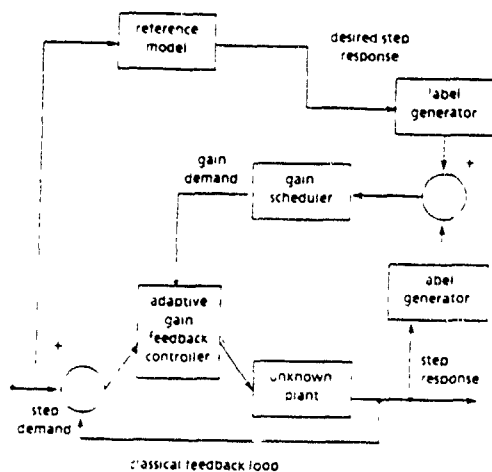 reference
model
desired step
response
label
generator
+
gain
demand
gain
scheduler
label
generator
adaptive
gain
feedback
controller
+
unknown
plant
step
response
step
demand
classical feedback loop